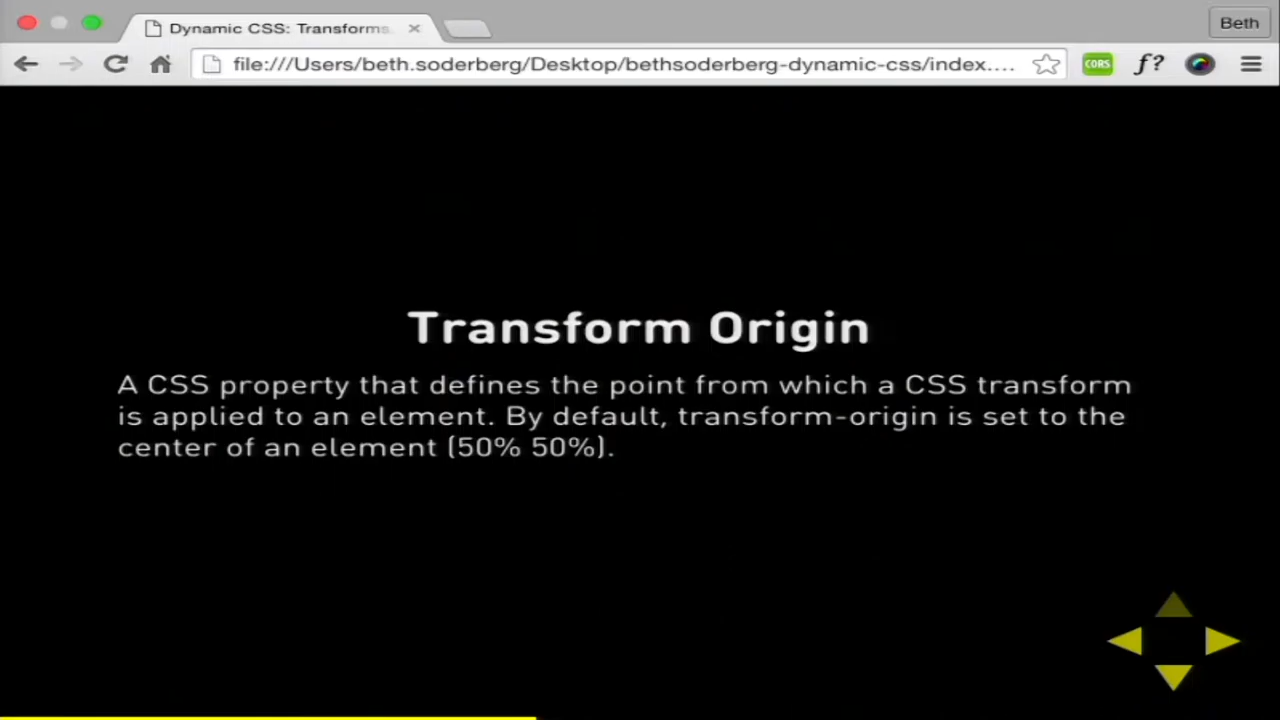 Dynamic CSS: Transforms
Beth
file:///Users/beth.soderberg/Desktop/bethsoderberg-dynamic-css/index....
CORS
f?
Transform Origin
A CSS property that defines the point from which a CSS transform
is applied to an element. By default, transform-origin is set to the
center of an element (50% 50%).